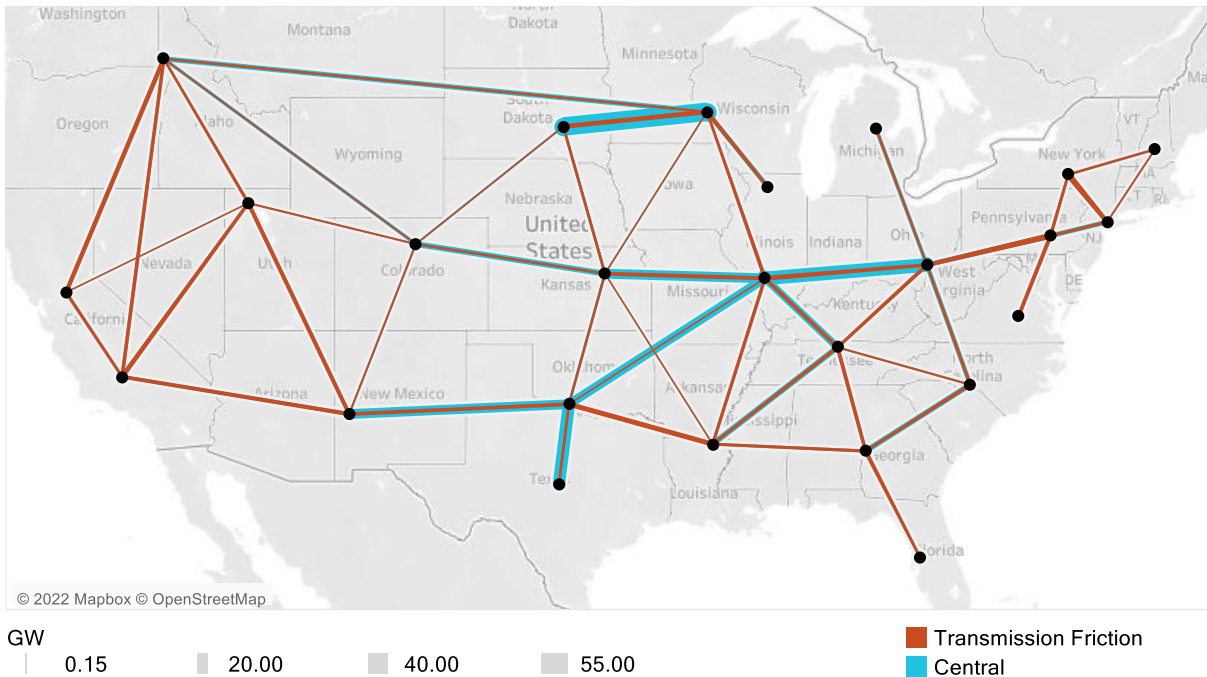 Washington
North
Dakota
Montana
Minnesota
Wisconsin
South
Dakota
Oregon
Idaho
Wyoming
Michigan
VT
New York
Iowa
Nebraska
United
States
Pennsylvania
NJ
Nevada
Utah
Colorado
Kansas
Missouri
Illinois
Indiana
Ohio
West
Virginia
DE
Kentucky
California
Oklahoma
Tennessee
North
Carolina
Arizona
New Mexico
Arkansas
Mississippi
Georgia
Texas
Louisiana
Florida
© 2022 Mapbox © OpenStreetMap
GW
0.15
20.00
40.00
55.00
Transmission Friction
Central